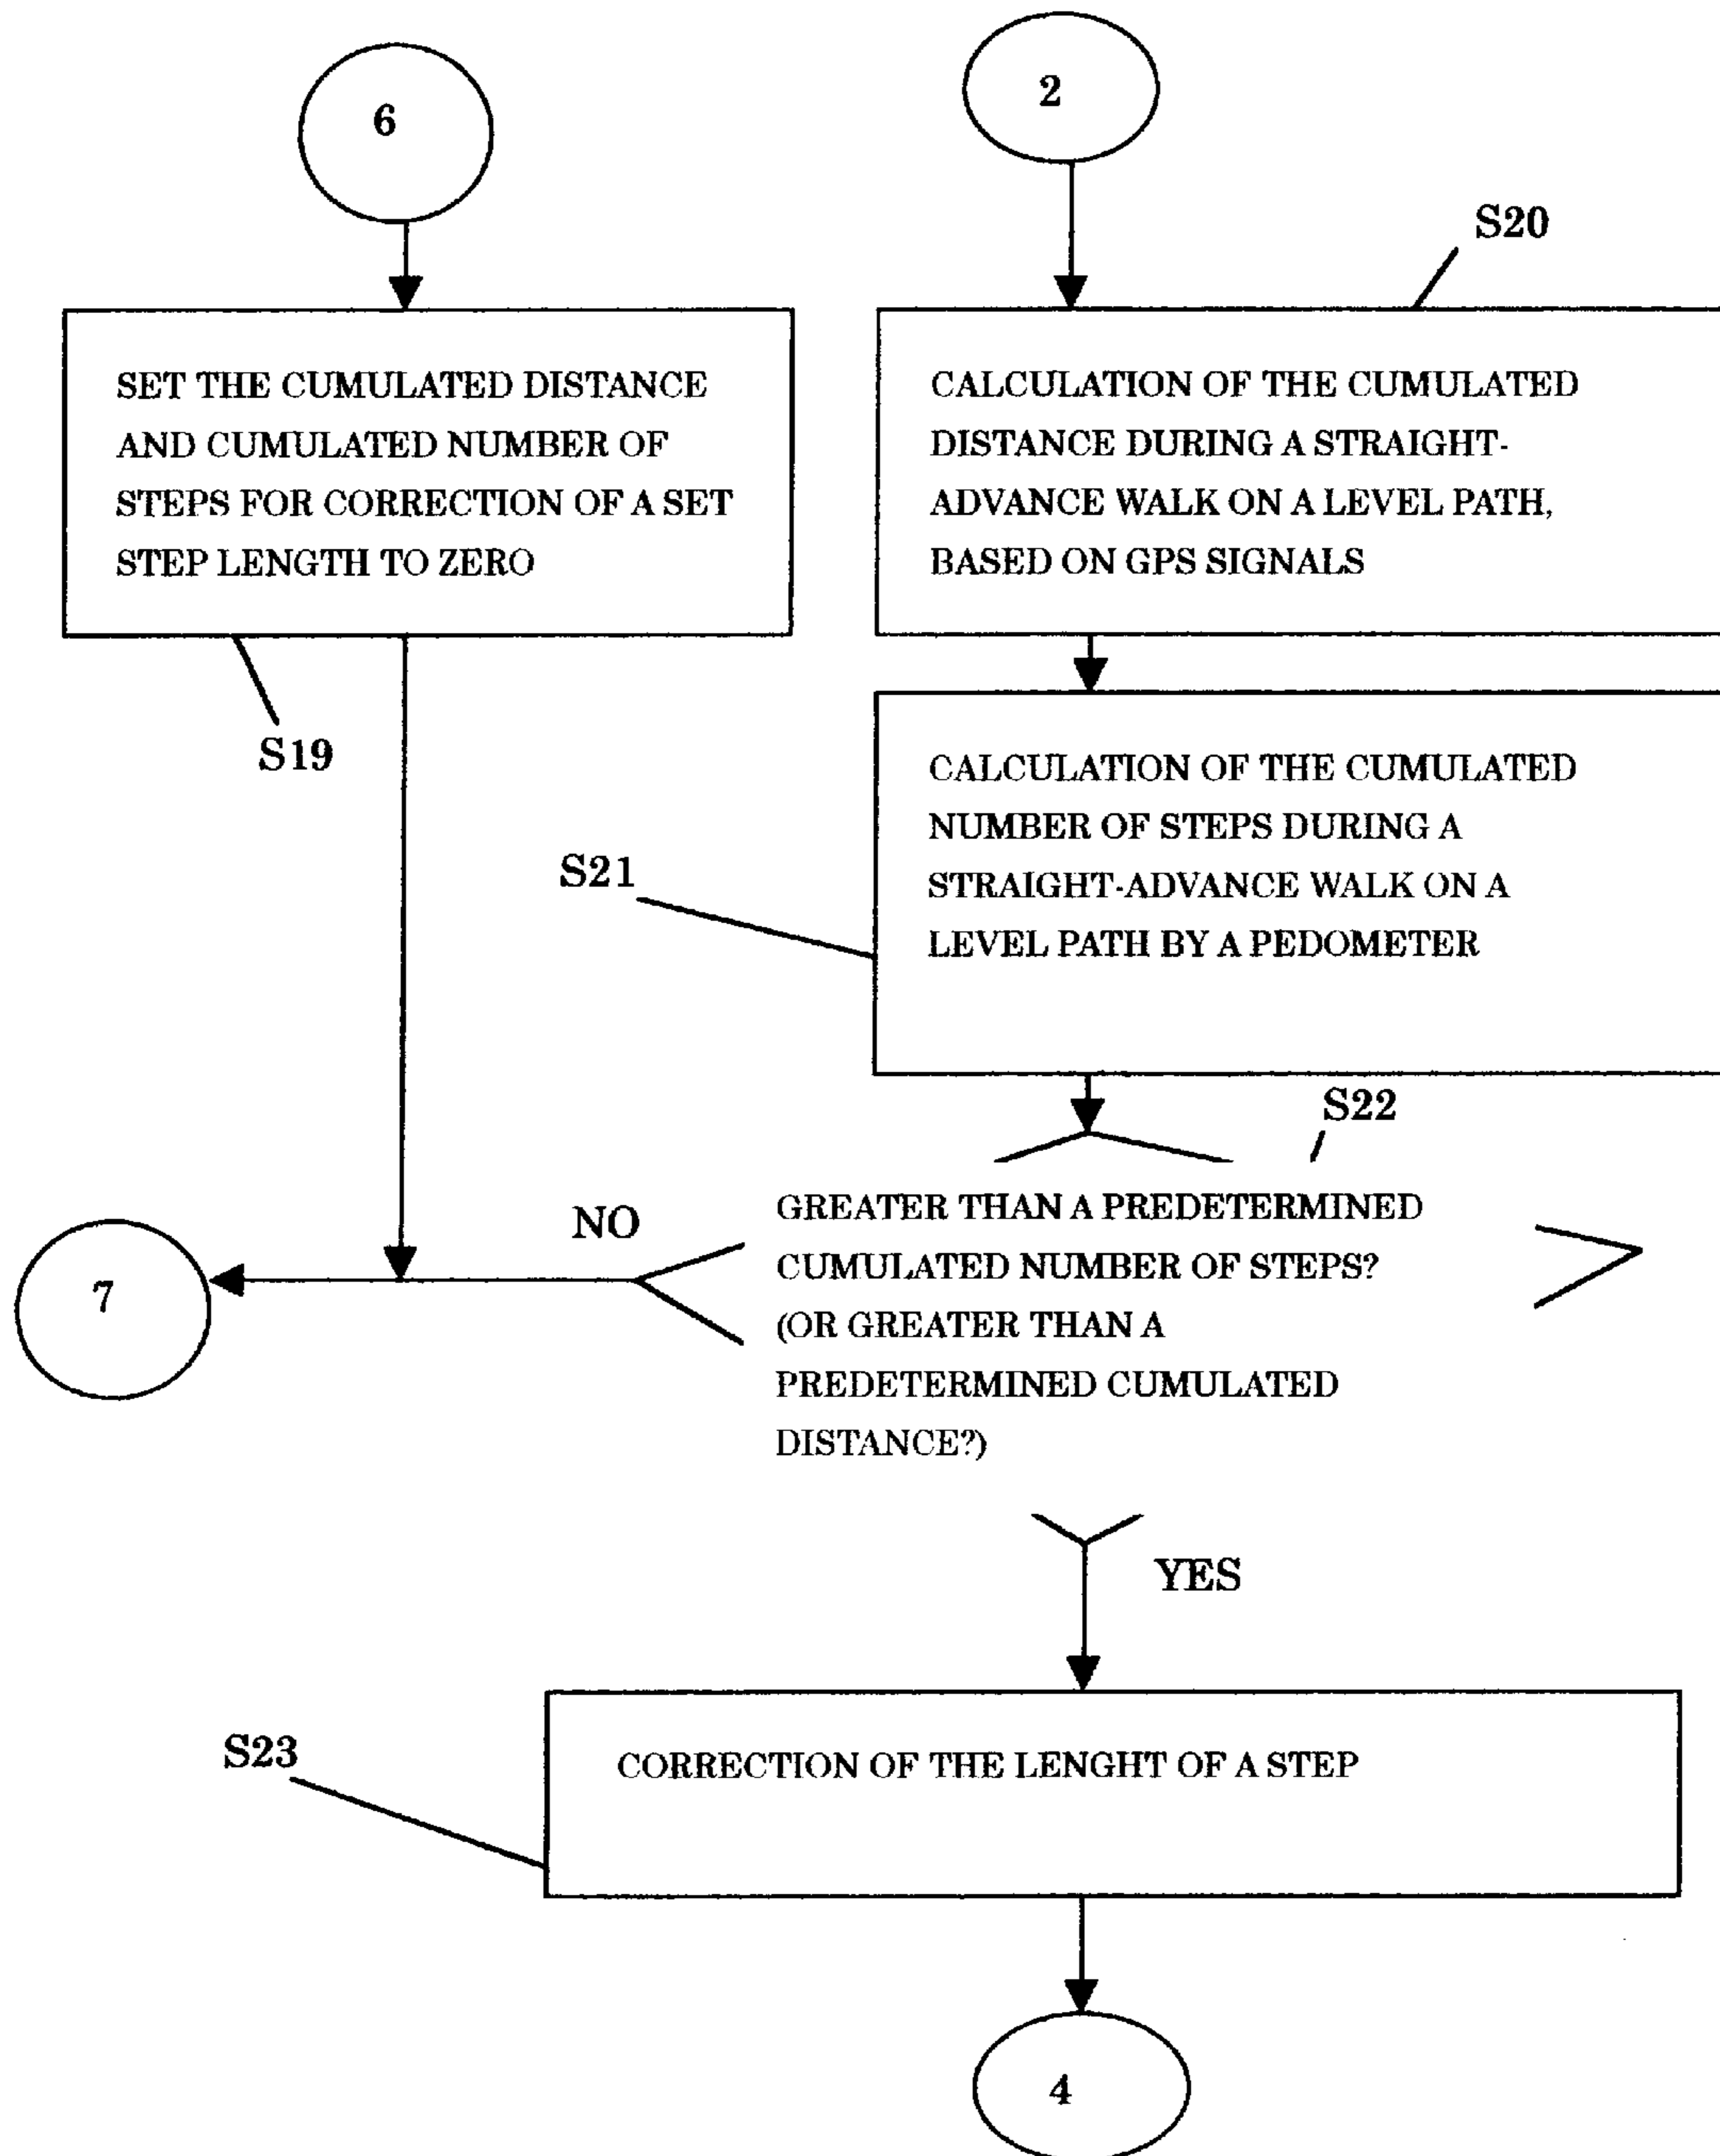 6
2
S20
SET THE CUMULATED DISTANCE
AND CUMULATED NUMBER OF
STEPS FOR CORRECTION OF A SET
STEP LENGTH TO ZERO
S19
CALCULATION OF THE CUMULATED
DISTANCE DURING A STRAIGHT-
ADVANCE WALK ON A LEVEL PATH,
BASED ON GPS SIGNALS
CALCULATION OF THE CUMULATED
NUMBER OF STEPS DURING A
STRAIGHT-ADVANCE WALK ON A
LEVEL PATH BY A PEDOMETER
S21
S22
NO
7
GREATER THAN A PREDETERMINED
CUMULATED NUMBER OF STEPS?
(OR GREATER THAN A
PREDETERMINED CUMULATED
DISTANCE?)
YES
S23
CORRECTION OF THE LENGHT OF A STEP
4